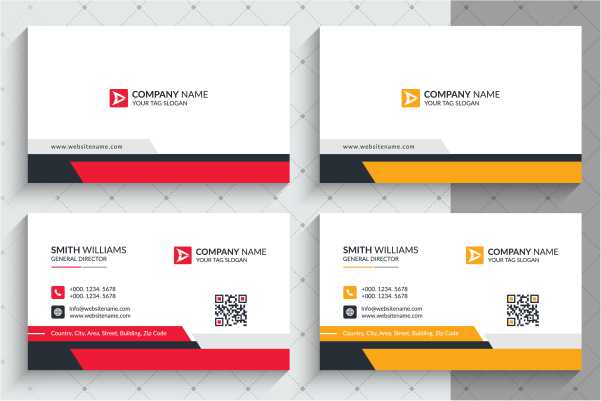 COMPANY NAME
YOUR TAG SLOGAN
www.websitename.com
COMPANY NAME
YOUR TAG SLOGAN
www.websitename.com
SMITH WILLIAMS
GENERAL DIRECTOR
COMPANY NAME
YOUR TAG SLOGAN
+000. 1234. 5678
+000. 1234. 5678
Info@websitename.com
www.websitename.com
Country, City, Area, Street, Building, Zip Code
SMITH WILLIAMS
GENERAL DIRECTOR
COMPANY NAME
YOUR TAG SLOGAN
+000. 1234. 5678
+000. 1234. 5678
Info@websitename.com
www.websitename.com
Country, City, Area, Street, Building, Zip Code